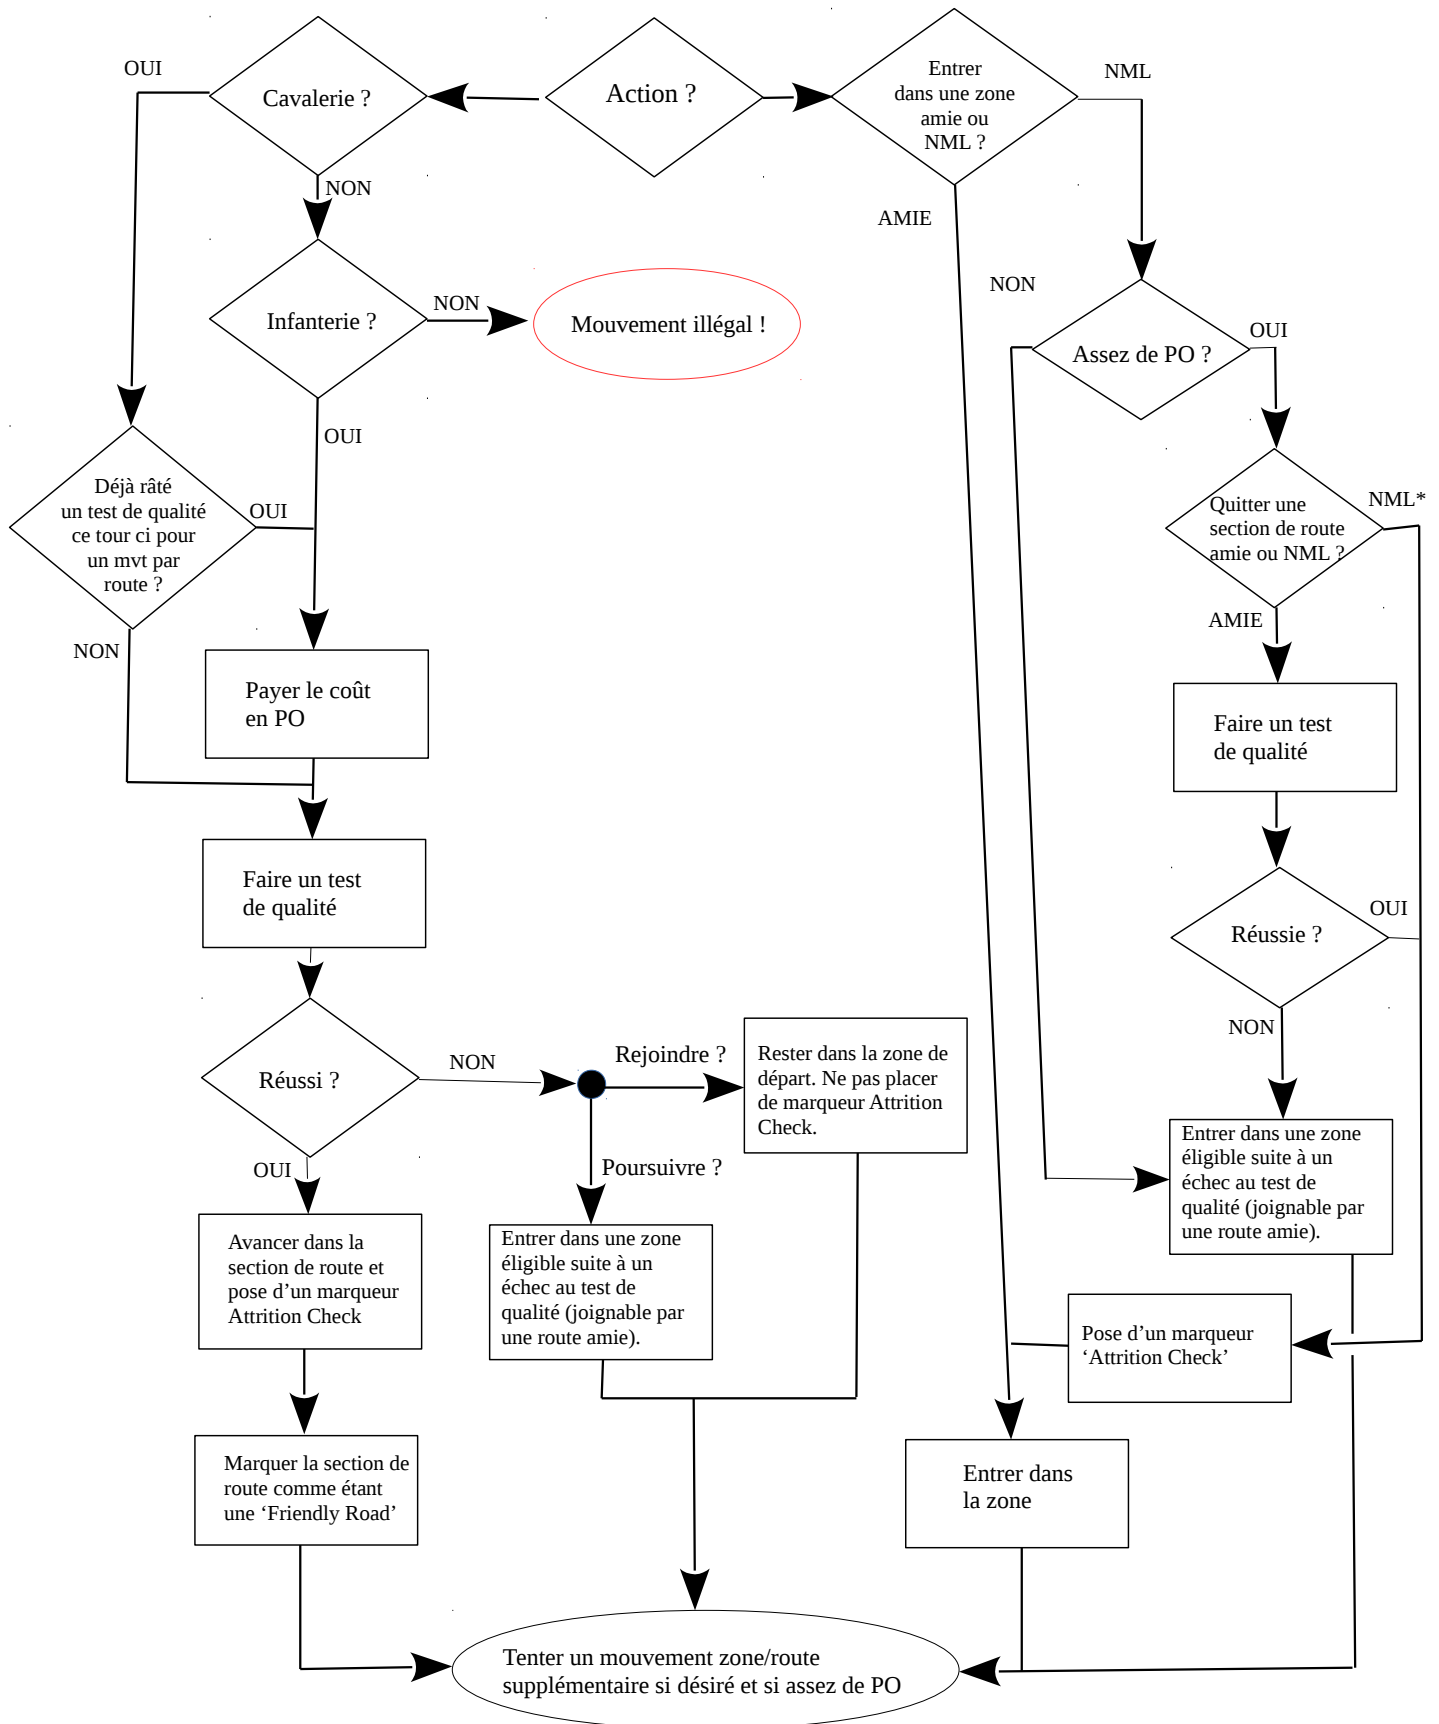 OUI
Cavalerie ?
Action ?
Entrer
dans une zone
amie ou
NML ?
NML
NON
AMIE
Infanterie ?
NON
Mouvement illégal !
NON
Assez de PO ?
OUI
OUI
Déjà râté
un test de qualité
ce tour ci pour
un mvt par
route ?
OUI
Quitter une
section de route
amie ou NML ?
NML*
AMIE
NON
Payer le coût
en PO
Faire un test
de qualité
Faire un test
de qualité
Réussie ?
OUI
NON
Réussi ?
NON
Rejoindre ?
Rester dans la zone de
départ. Ne pas placer
de marqueur Attrition
Check.
OUI
Poursuivre ?
Entrer dans une zone
éligible suite à un
échec au test de
qualité (joignable par
une route amie).
Avancer dans la
section de route et
pose d’un marqueur
Attrition Check
Entrer dans une zone
éligible suite à un
échec au test de
qualité (joignable par
une route amie).
Pose d’un marqueur
‘Attrition Check’
Marquer la section de
route comme étant
une ‘Friendly Road’
Entrer dans
la zone
Tenter un mouvement zone/route
supplémentaire si désiré et si assez de PO